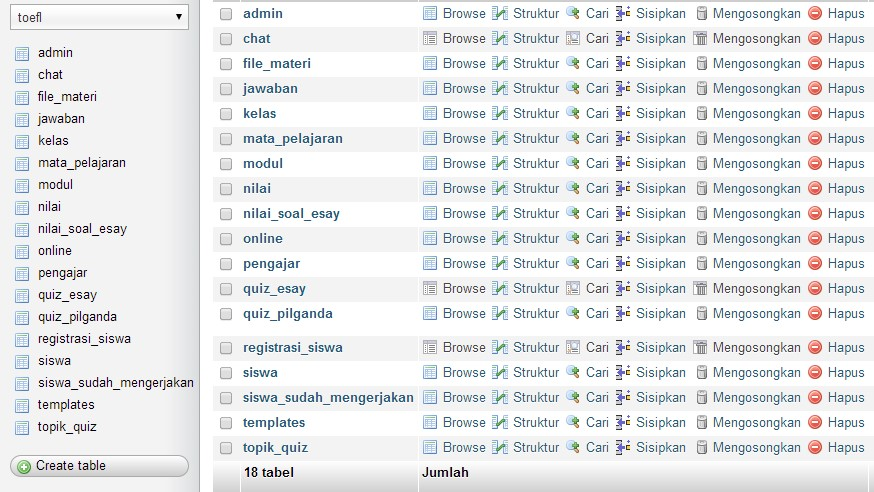 toefl
admin
chat
file_materi
jawaban
kelas
mata_pelajaran
modul
nilai
nilai_soal_esay
online
pengajar
quiz_esay
quiz_pilganda
registrasi_siswa
siswa
siswa_sudah_mengerjakan
templates
topik_quiz
Create table
admin Browse Struktur Cari Sisipkan Mengosongkan Hapus
chat Browse Struktur Cari Sisipkan Mengosongkan Hapus
file_materi Browse Struktur Cari Sisipkan Mengosongkan Hapus
jawaban Browse Struktur Cari Sisipkan Mengosongkan Hapus
kelas Browse Struktur Cari Sisipkan Mengosongkan Hapus
mata_pelajaran Browse Struktur Cari Sisipkan Mengosongkan Hapus
modul Browse Struktur Cari Sisipkan Mengosongkan Hapus
nilai Browse Struktur Cari Sisipkan Mengosongkan Hapus
nilai_soal_esay Browse Struktur Cari Sisipkan Mengosongkan Hapus
online Browse Struktur Cari Sisipkan Mengosongkan Hapus
pengajar Browse Struktur Cari Sisipkan Mengosongkan Hapus
quiz_esay Browse Struktur Cari Sisipkan Mengosongkan Hapus
quiz_pilganda Browse Struktur Cari Sisipkan Mengosongkan Hapus
registrasi_siswa Browse Struktur Cari Sisipkan Mengosongkan Hapus
siswa Browse Struktur Cari Sisipkan Mengosongkan Hapus
siswa_sudah_mengerjakan Browse Struktur Cari Sisipkan Mengosongkan Hapus
templates Browse Struktur Cari Sisipkan Mengosongkan Hapus
topik_quiz Browse Struktur Cari Sisipkan Mengosongkan Hapus
18 tabel Jumlah